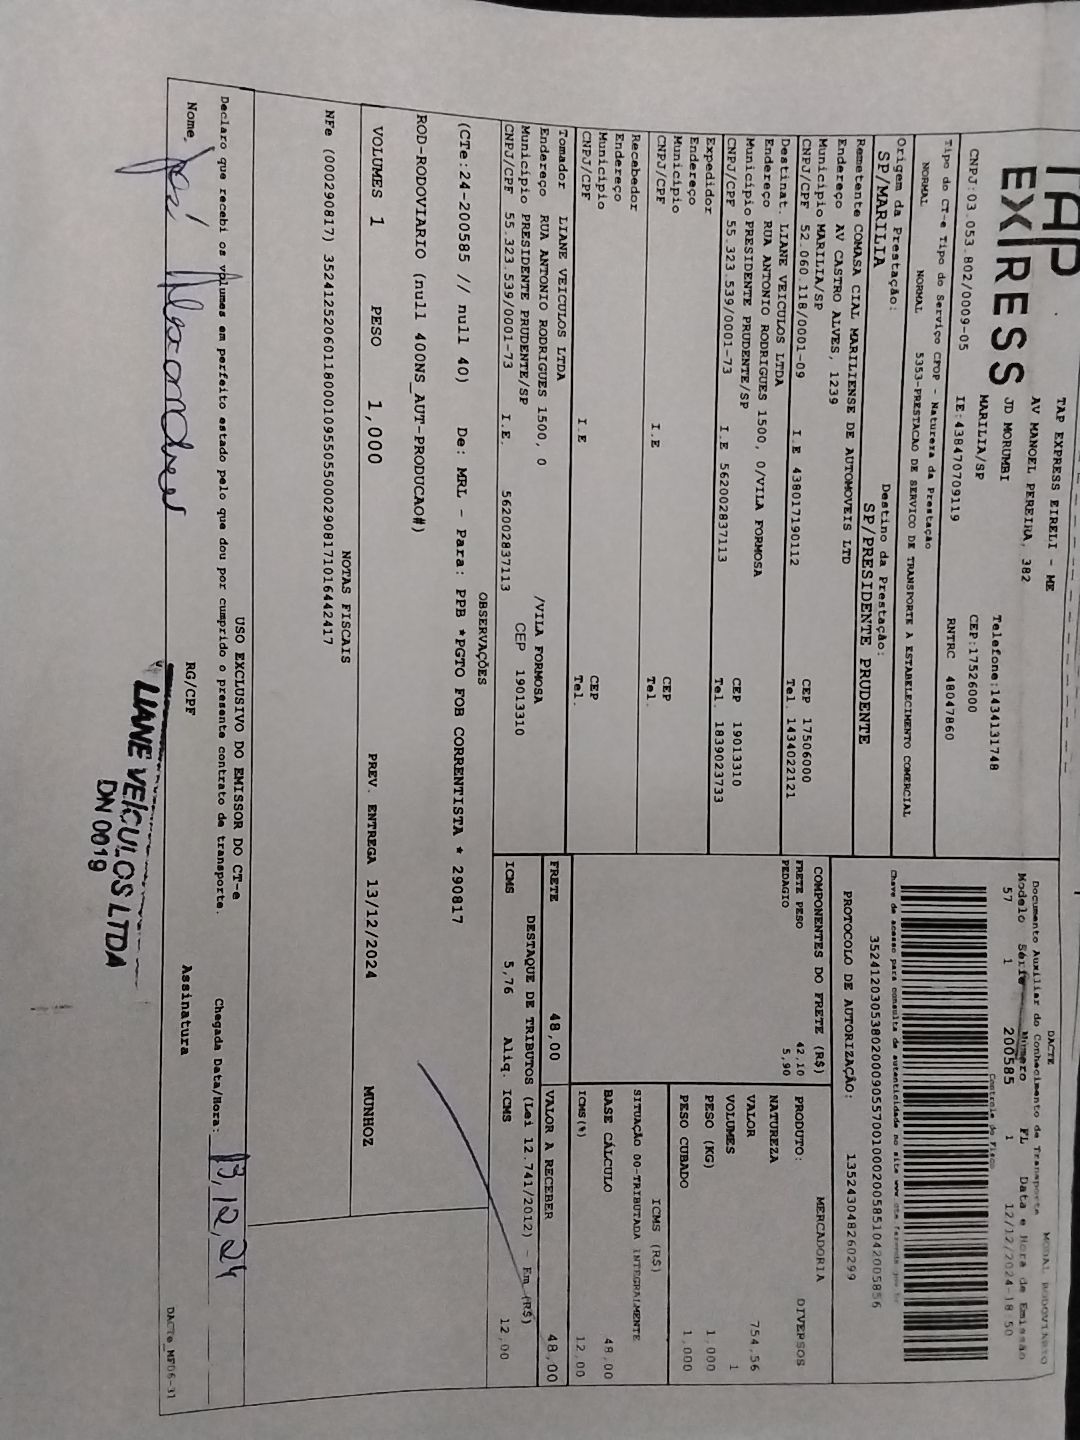 TAP
EXPRESS
TAP EXPRESS EIRELI - ME
AV MANOEL PEREIRA, 382
JD MORUMBI
MARILIA/SP
Telefone:1434131748
CEP:17526000
CNPJ:03.053.802/0009-05
IE:438470709119
RNTRC 48047860
Tipo do CT-e Tipo do Serviço CFOP - Natureza da Prestação
NORMAL NORMAL 5353-PRESTACAO DE SERVICO DE TRANSPORTE A ESTABELECIMENTO COMERCIAL
Origem da Prestação: Destino da Prestação:
SP/MARILIA SP/PRESIDENTE PRUDENTE
Remetente COMASA CIAL MARILIENSE DE AUTOMOVEIS LTD
Endereço AV CASTRO ALVES, 1239
Município MARILIA/SP CEP 17506000
CNPJ/CPF 52.060.118/0001-09 I.E 438017190112 Tel. 1434022121
Destinat. LIANE VEICULOS LTDA
Endereço RUA ANTONIO RODRIGUES 1500, 0/VILA FORMOSA
Município PRESIDENTE PRUDENTE/SP CEP 19013310
CNPJ/CPF 55.323.539/0001-73 I.E 562002837113 Tel. 1839023733
Expedidor
Endereço
Município CEP
CNPJ/CPF I.E Tel.
Recebedor
Endereço
Município CEP
CNPJ/CPF I.E Tel.
Tomador LIANE VEICULOS LTDA
Endereço RUA ANTONIO RODRIGUES 1500, 0 /VILA FORMOSA
Município PRESIDENTE PRUDENTE/SP CEP 19013310
CNPJ/CPF 55.323.539/0001-73 I.E. 562002837113
DACTE MODAL RODOVIARIO
Documento Auxiliar do Conhecimento de Transporte
Modelo Série Número FL Data e Hora de Emissão
57 1 200585 1 12/12/2024-18:50
Controle do Fisco
Chave de acesso para consulta de autenticidade no site www.cte.fazenda.gov.br
35241203053802000905570010002005851042005856
PROTOCOLO DE AUTORIZAÇÃO: 135243048260299
COMPONENTES DO FRETE (R$)
FRETE PESO 42,10
PEDAGIO 5,90
PRODUTO: MERCADORIA
NATUREZA DIVERSOS
VALOR 754,56
VOLUMES 1
PESO (KG) 1,000
PESO CUBADO 1,000
ICMS (R$)
SITUAÇÃO 00-TRIBUTADA INTEGRALMENTE
BASE CÁLCULO 48,00
ICMS(%) 12,00
FRETE 48,00 VALOR A RECEBER 48,00
DESTAQUE DE TRIBUTOS (Lei 12.741/2012) - Em (R$)
ICMS 5,76 Aliq. ICMS 12,00
OBSERVAÇÕES
(CTe:24-200585 // null 40) De: MRL - Para: PPB *PGTO FOB CORRENTISTA * 290817
ROD-RODOVIARIO (null 400NS_AUT-PRODUCAO#)
VOLUMES 1 PESO 1,000 PREV. ENTREGA 13/12/2024 MUNHOZ
NOTAS FISCAIS
NFe (000290817) 35241252060118000109550550002908171016442417
USO EXCLUSIVO DO EMISSOR DO CT-e
Declaro que recebi os volumes em perfeito estado pelo que dou por cumprido o presente contrato de transporte. Chegada Data/Hora: 13/12/24
Nome. José RG/CPF Assinatura
LIANE VEÍCULOS LTDA
DN 0019
DACTe_MF06-31